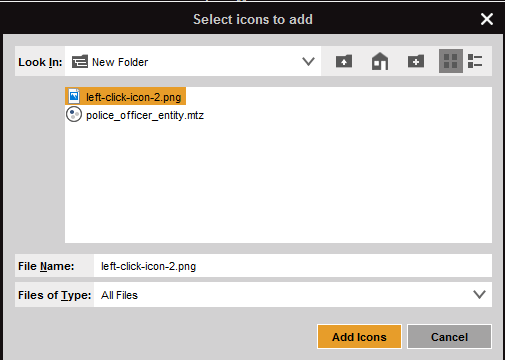 Select icons to add
Look In: New Folder
left-click-icon-2.png
police_officer_entity.mtz
File Name: left-click-icon-2.png
Files of Type: All Files
Add Icons Cancel